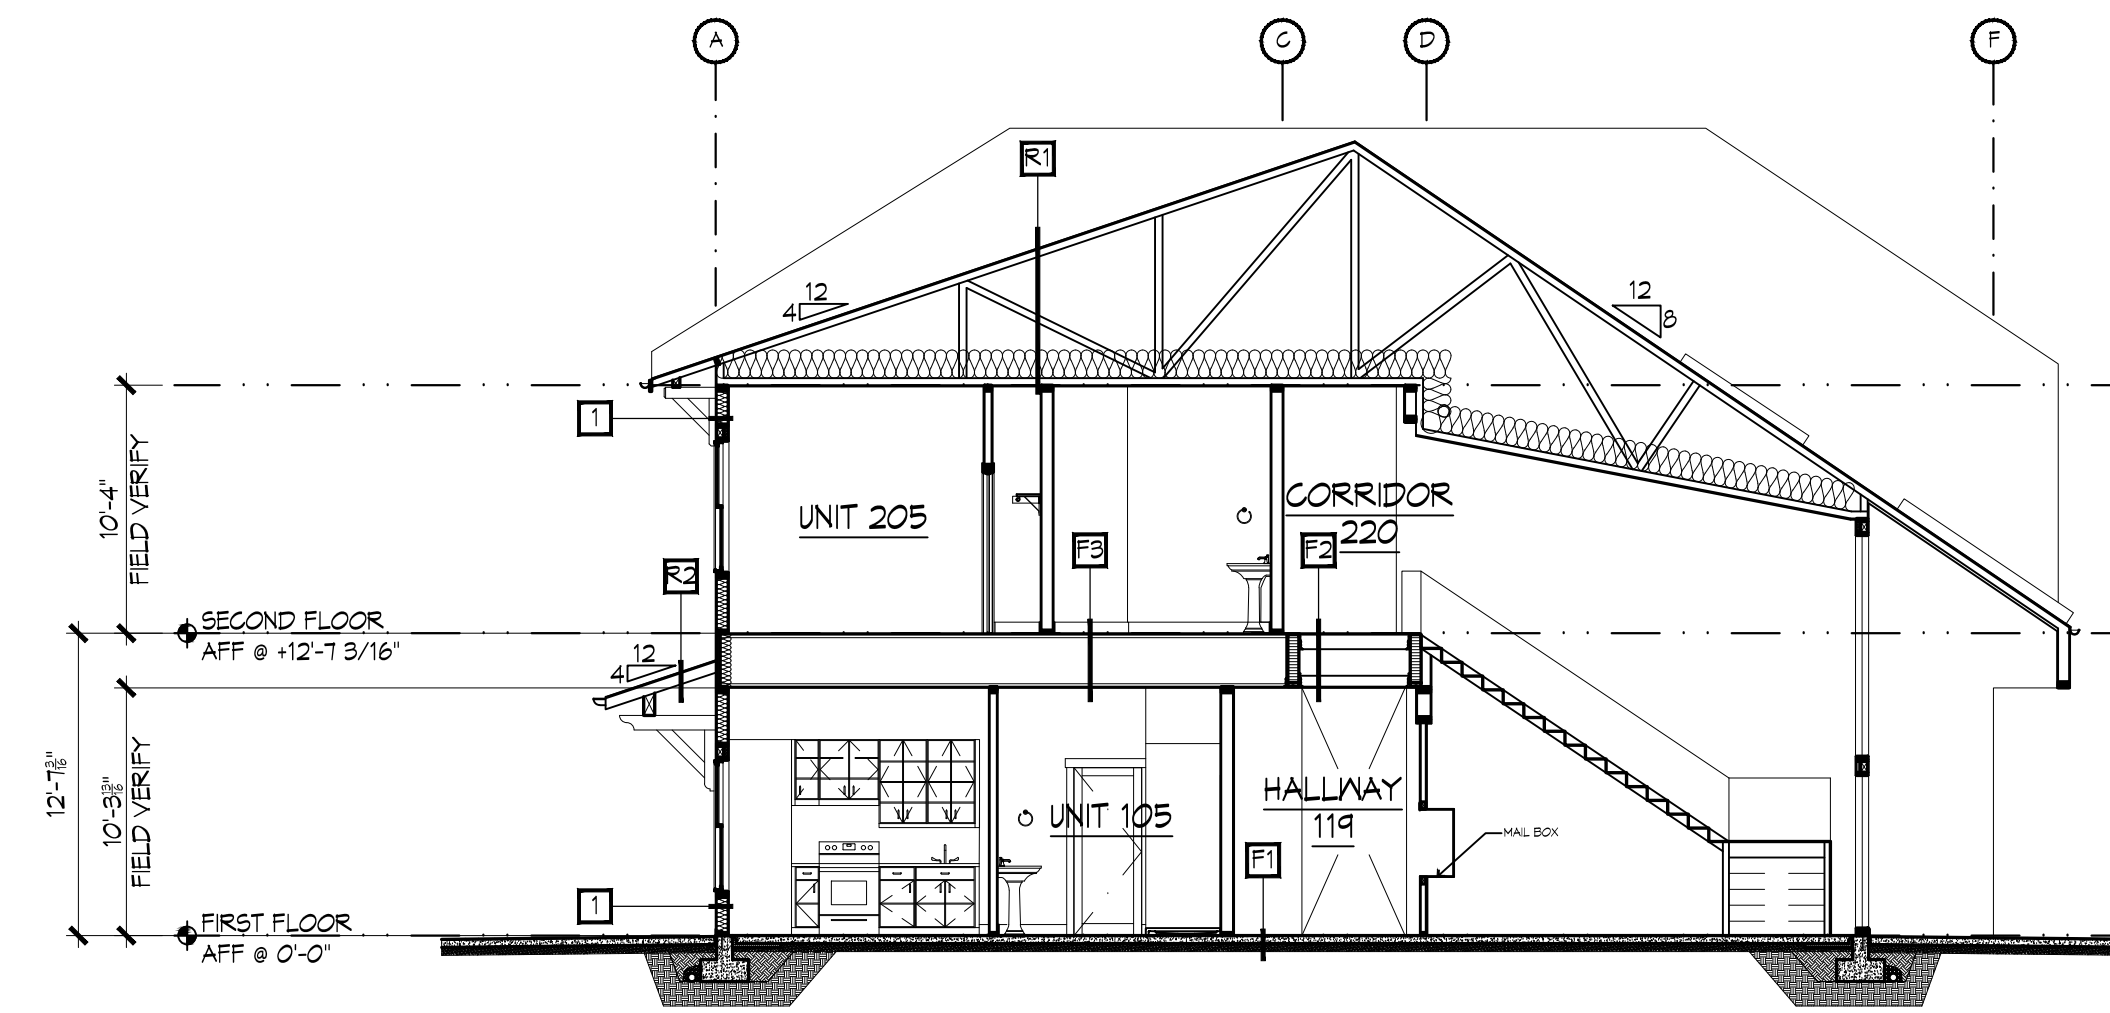 A
C
D
F
R1
12
4
12
8
1
10'-4"
FIELD VERIFY
UNIT 205
CORRIDOR
220
F3
F2
R2
SECOND FLOOR
AFF @ +12'-7 3/16"
12
4
12'-7 3/16"
10'-3 13/16"
FIELD VERIFY
UNIT 105
HALLWAY
119
MAIL BOX
F1
1
FIRST FLOOR
AFF @ 0'-0"